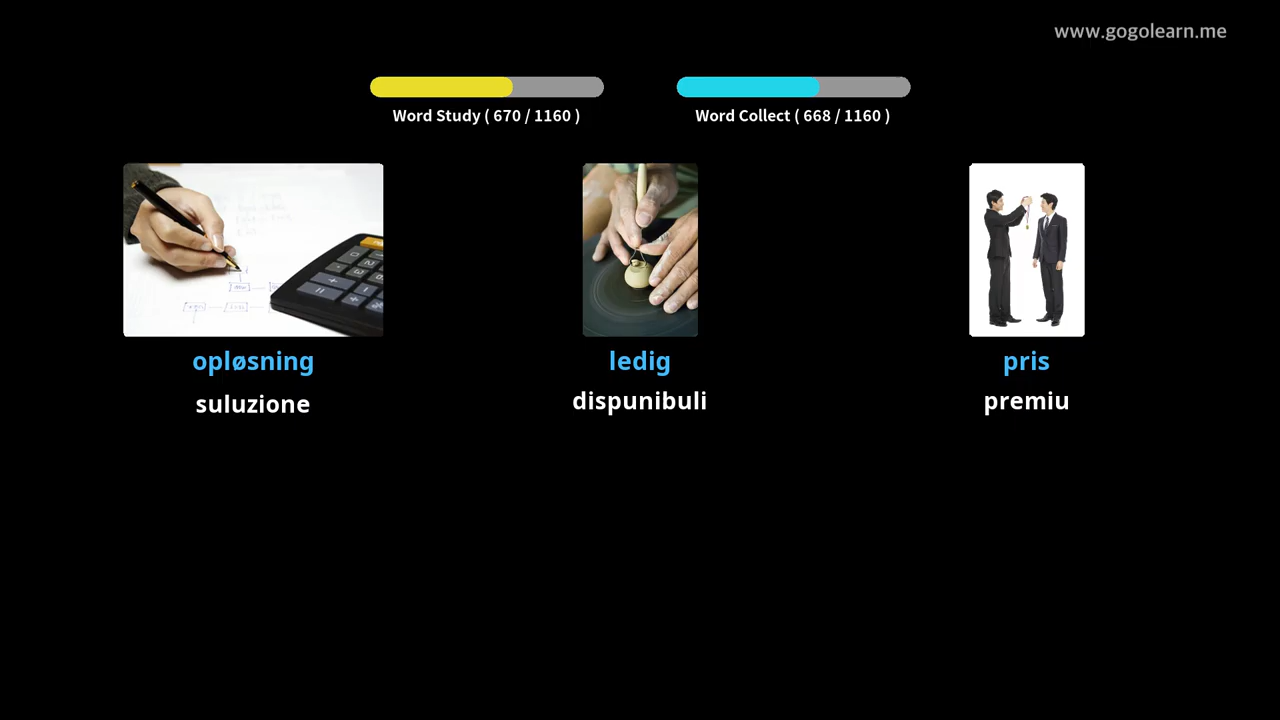 www.gogolearn.me
Word Study ( 670 / 1160 )
Word Collect ( 668 / 1160 )
opløsning
ledig
pris
suluzione
dispunibuli
premiu